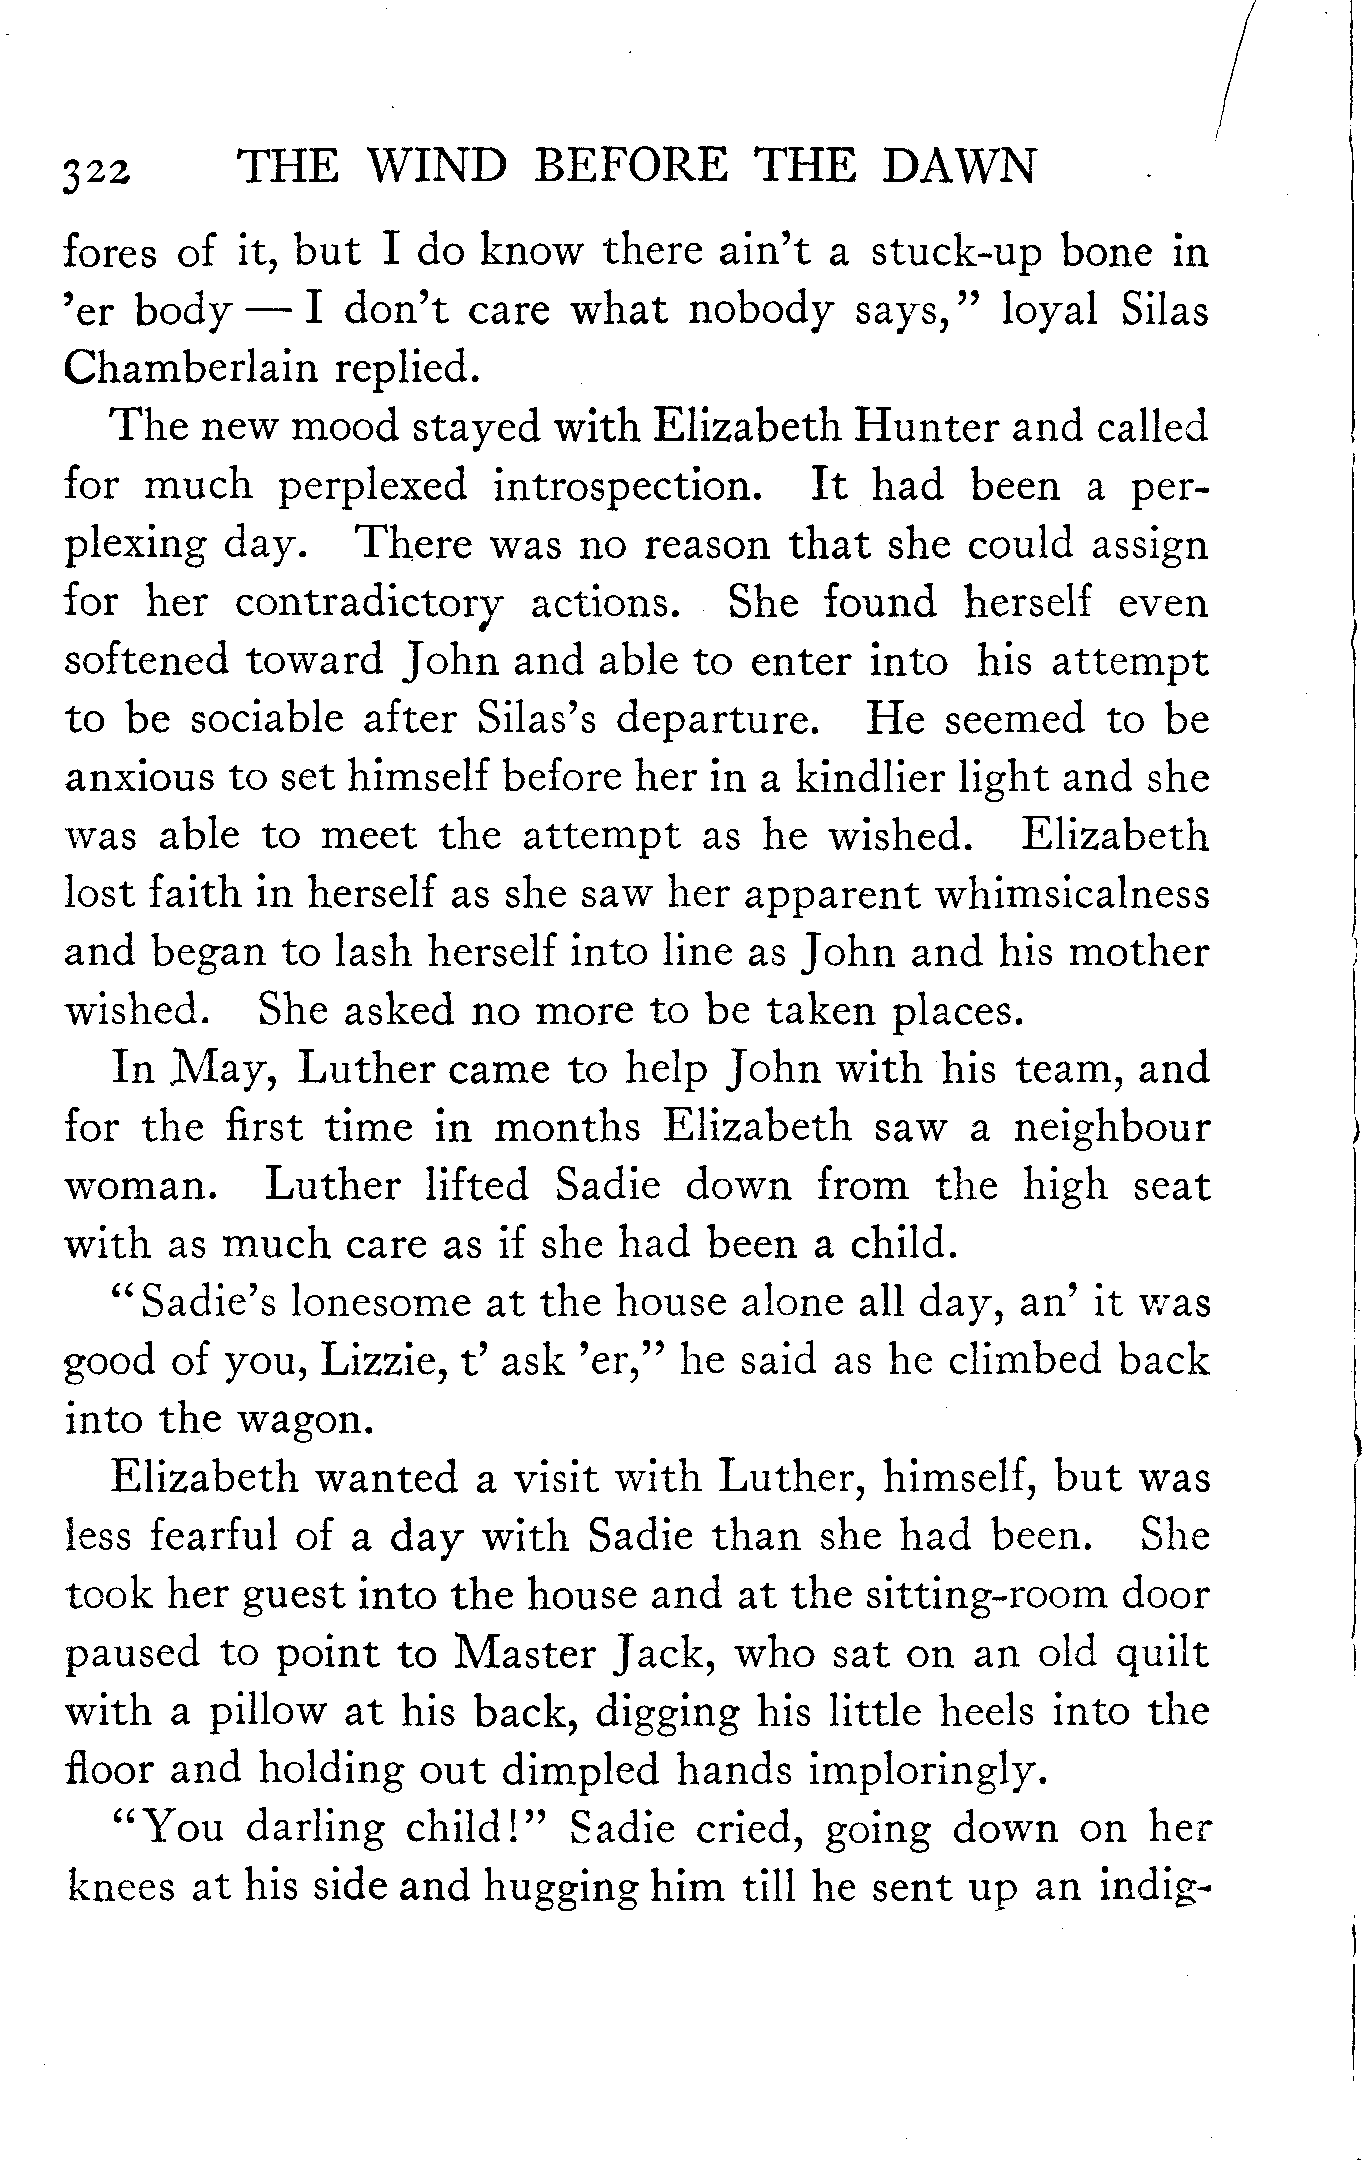 322 THE WIND BEFORE THE DAWN
fores of it, but I do know there ain't a stuck-up bone in
'er body — I don't care what nobody says," loyal Silas
Chamberlain replied.
The new mood stayed with Elizabeth Hunter and called
for much perplexed introspection. It had been a per-
plexing day. There was no reason that she could assign
for her contradictory actions. She found herself even
softened toward John and able to enter into his attempt
to be sociable after Silas's departure. He seemed to be
anxious to set himself before her in a kindlier light and she
was able to meet the attempt as he wished. Elizabeth
lost faith in herself as she saw her apparent whimsicalness
and began to lash herself into line as John and his mother
wished. She asked no more to be taken places.
In May, Luther came to help John with his team, and
for the first time in months Elizabeth saw a neighbour
woman. Luther lifted Sadie down from the high seat
with as much care as if she had been a child.
"Sadie's lonesome at the house alone all day, an' it was
good of you, Lizzie, t' ask 'er," he said as he climbed back
into the wagon.
Elizabeth wanted a visit with Luther, himself, but was
less fearful of a day with Sadie than she had been. She
took her guest into the house and at the sitting-room door
paused to point to Master Jack, who sat on an old quilt
with a pillow at his back, digging his little heels into the
floor and holding out dimpled hands imploringly.
"You darling child!" Sadie cried, going down on her
knees at his side and hugging him till he sent up an indig-